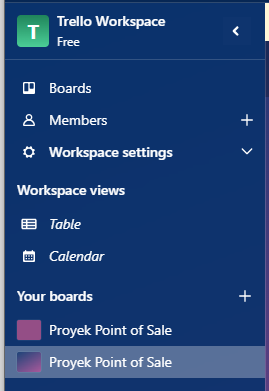 T
Trello Workspace
Free
Boards
Members
Workspace settings
Workspace views
Table
Calendar
Your boards
Proyek Point of Sale
Proyek Point of Sale